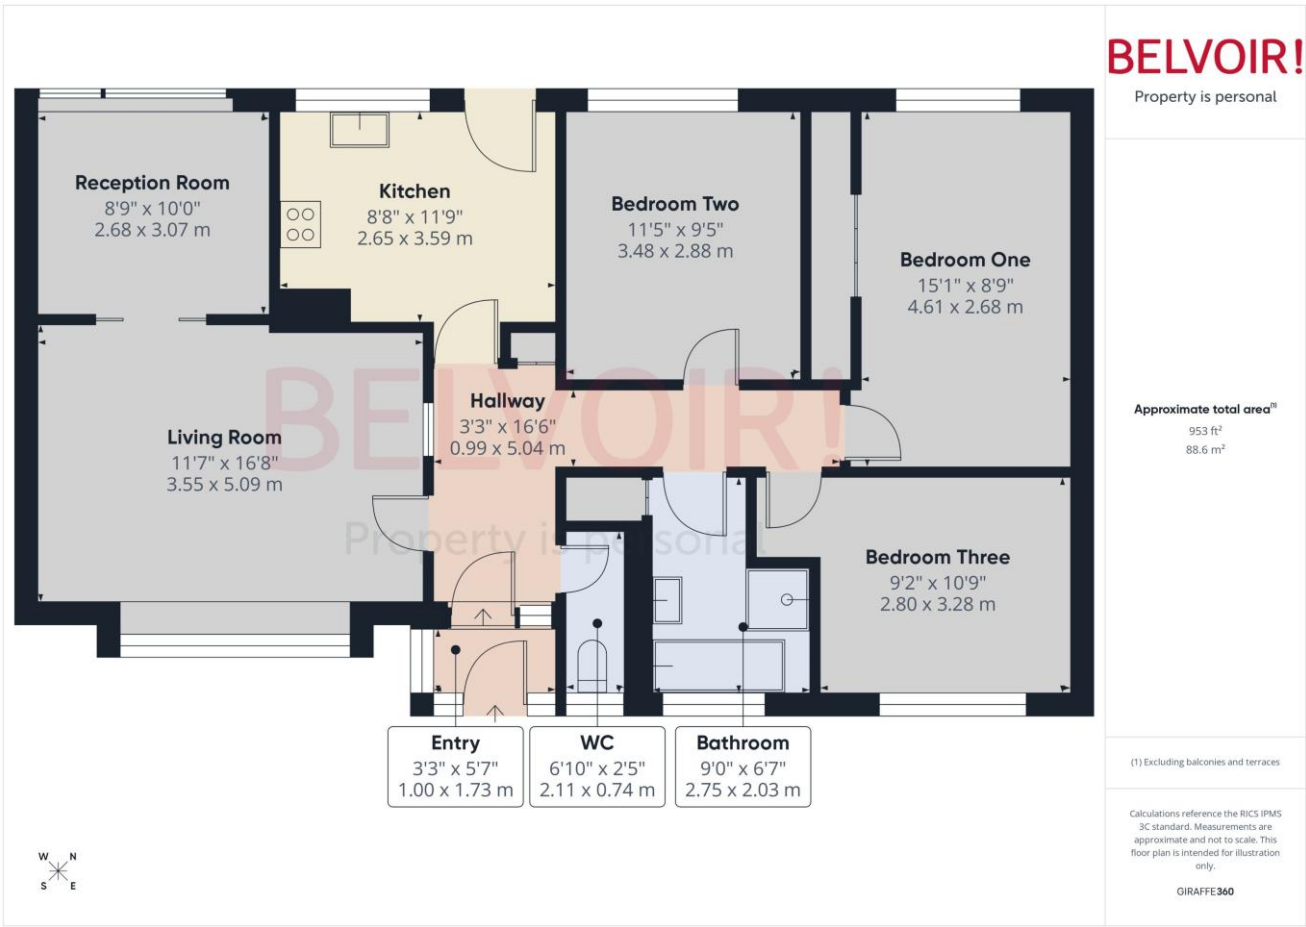 BELVOIR!
Property is personal
Reception Room
8'9" x 10'0"
2.68 x 3.07 m
Kitchen
8'8" x 11'9"
2.65 x 3.59 m
Bedroom Two
11'5" x 9'5"
3.48 x 2.88 m
Bedroom One
15'1" x 8'9"
4.61 x 2.68 m
BELVOIR!
Property is personal
Hallway
3'3" x 16'6"
0.99 x 5.04 m
Living Room
11'7" x 16'8"
3.55 x 5.09 m
Bedroom Three
9'2" x 10'9"
2.80 x 3.28 m
Entry
3'3" x 5'7"
1.00 x 1.73 m
WC
6'10" x 2'5"
2.11 x 0.74 m
Bathroom
9'0" x 6'7"
2.75 x 2.03 m
W N
S E
Approximate total area(1)
953 ft²
88.6 m²
(1) Excluding balconies and terraces
Calculations reference the RICS IPMS
3C standard. Measurements are
approximate and not to scale. This
floor plan is intended for illustration
only.
GIRAFFE360